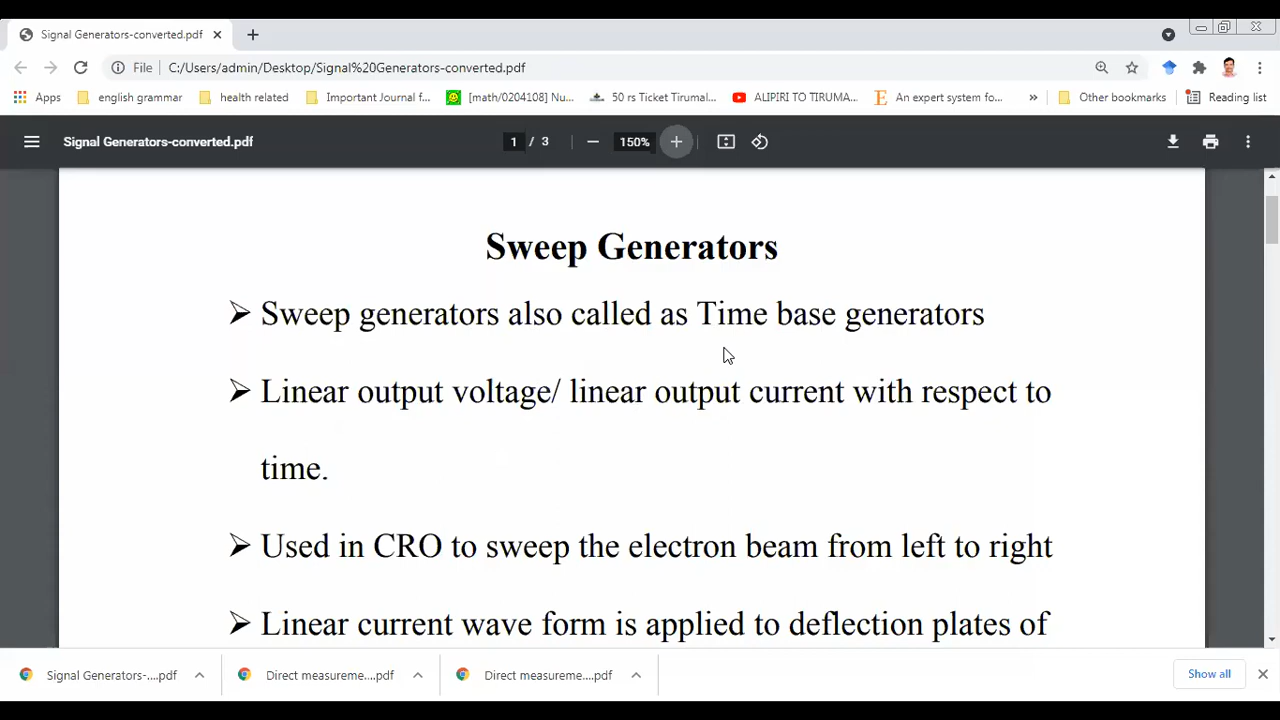 Signal Generators-converted.pdf
File C:/Users/admin/Desktop/Signal%20Generators-converted.pdf
Apps english grammar health related Important Journal f... [math/0204108] Nu... 50 rs Ticket Tirumal... ALIPIRI TO TIRUMA... An expert system fo... » Other bookmarks Reading list
Signal Generators-converted.pdf 1 / 3 150%
Sweep Generators
➢ Sweep generators also called as Time base generators
➢ Linear output voltage/ linear output current with respect to
time.
➢ Used in CRO to sweep the electron beam from left to right
➢ Linear current wave form is applied to deflection plates of
Signal Generators-....pdf Direct measureme....pdf Direct measureme....pdf Show all